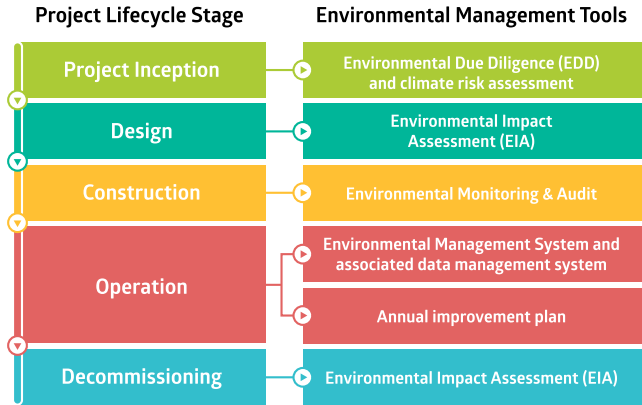 Project Lifecycle Stage
Environmental Management Tools
Project Inception
Environmental Due Diligence (EDD)
and climate risk assessment
Design
Environmental Impact
Assessment (EIA)
Construction
Environmental Monitoring & Audit
Operation
Environmental Management System and
associated data management system
Annual improvement plan
Decommissioning
Environmental Impact Assessment (EIA)